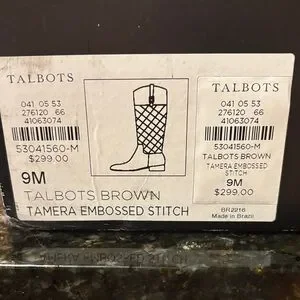 TALBOTS
041 05 53
276120 66
41063074
53041560-M
$299.00
9M
TALBOTS BROWN
TAMERA EMBOSSED STITCH
TALBOTS
041 05 53
276120 66
41063074
53041560-M
TALBOTS BROWN
TAMERA EMBOSSED STITCH
9M
$299.00
BR2216
Made in Brazil